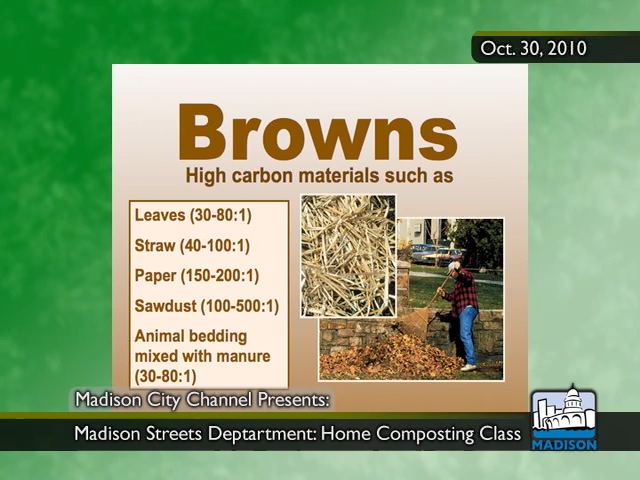 Oct. 30, 2010
Browns
High carbon materials such as
Leaves (30-80:1)
Straw (40-100:1)
Paper (150-200:1)
Sawdust (100-500:1)
Animal bedding
mixed with manure
(30-80:1)
Madison City Channel Presents:
Madison Streets Deptartment: Home Composting Class
MADISON